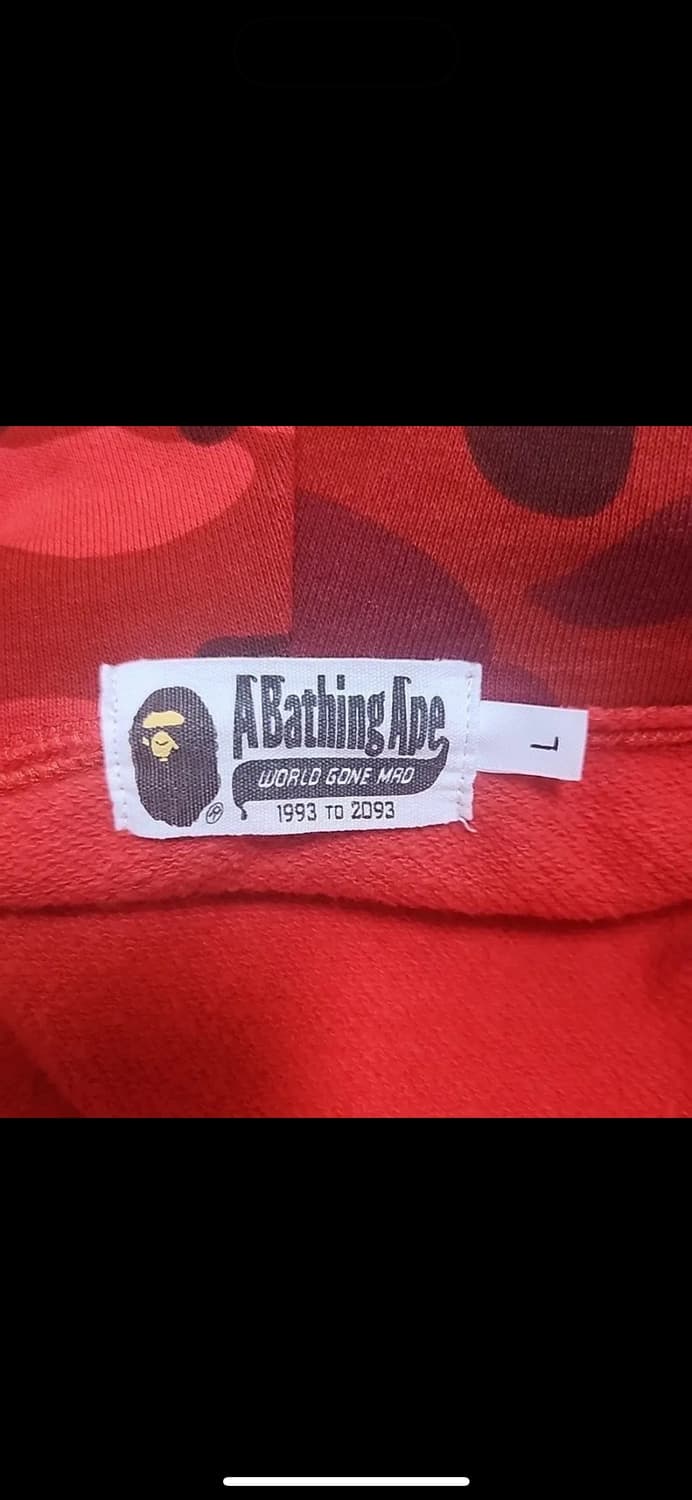 A Bathing Ape
WORLD GONE MAD
1993 TO 2093
L